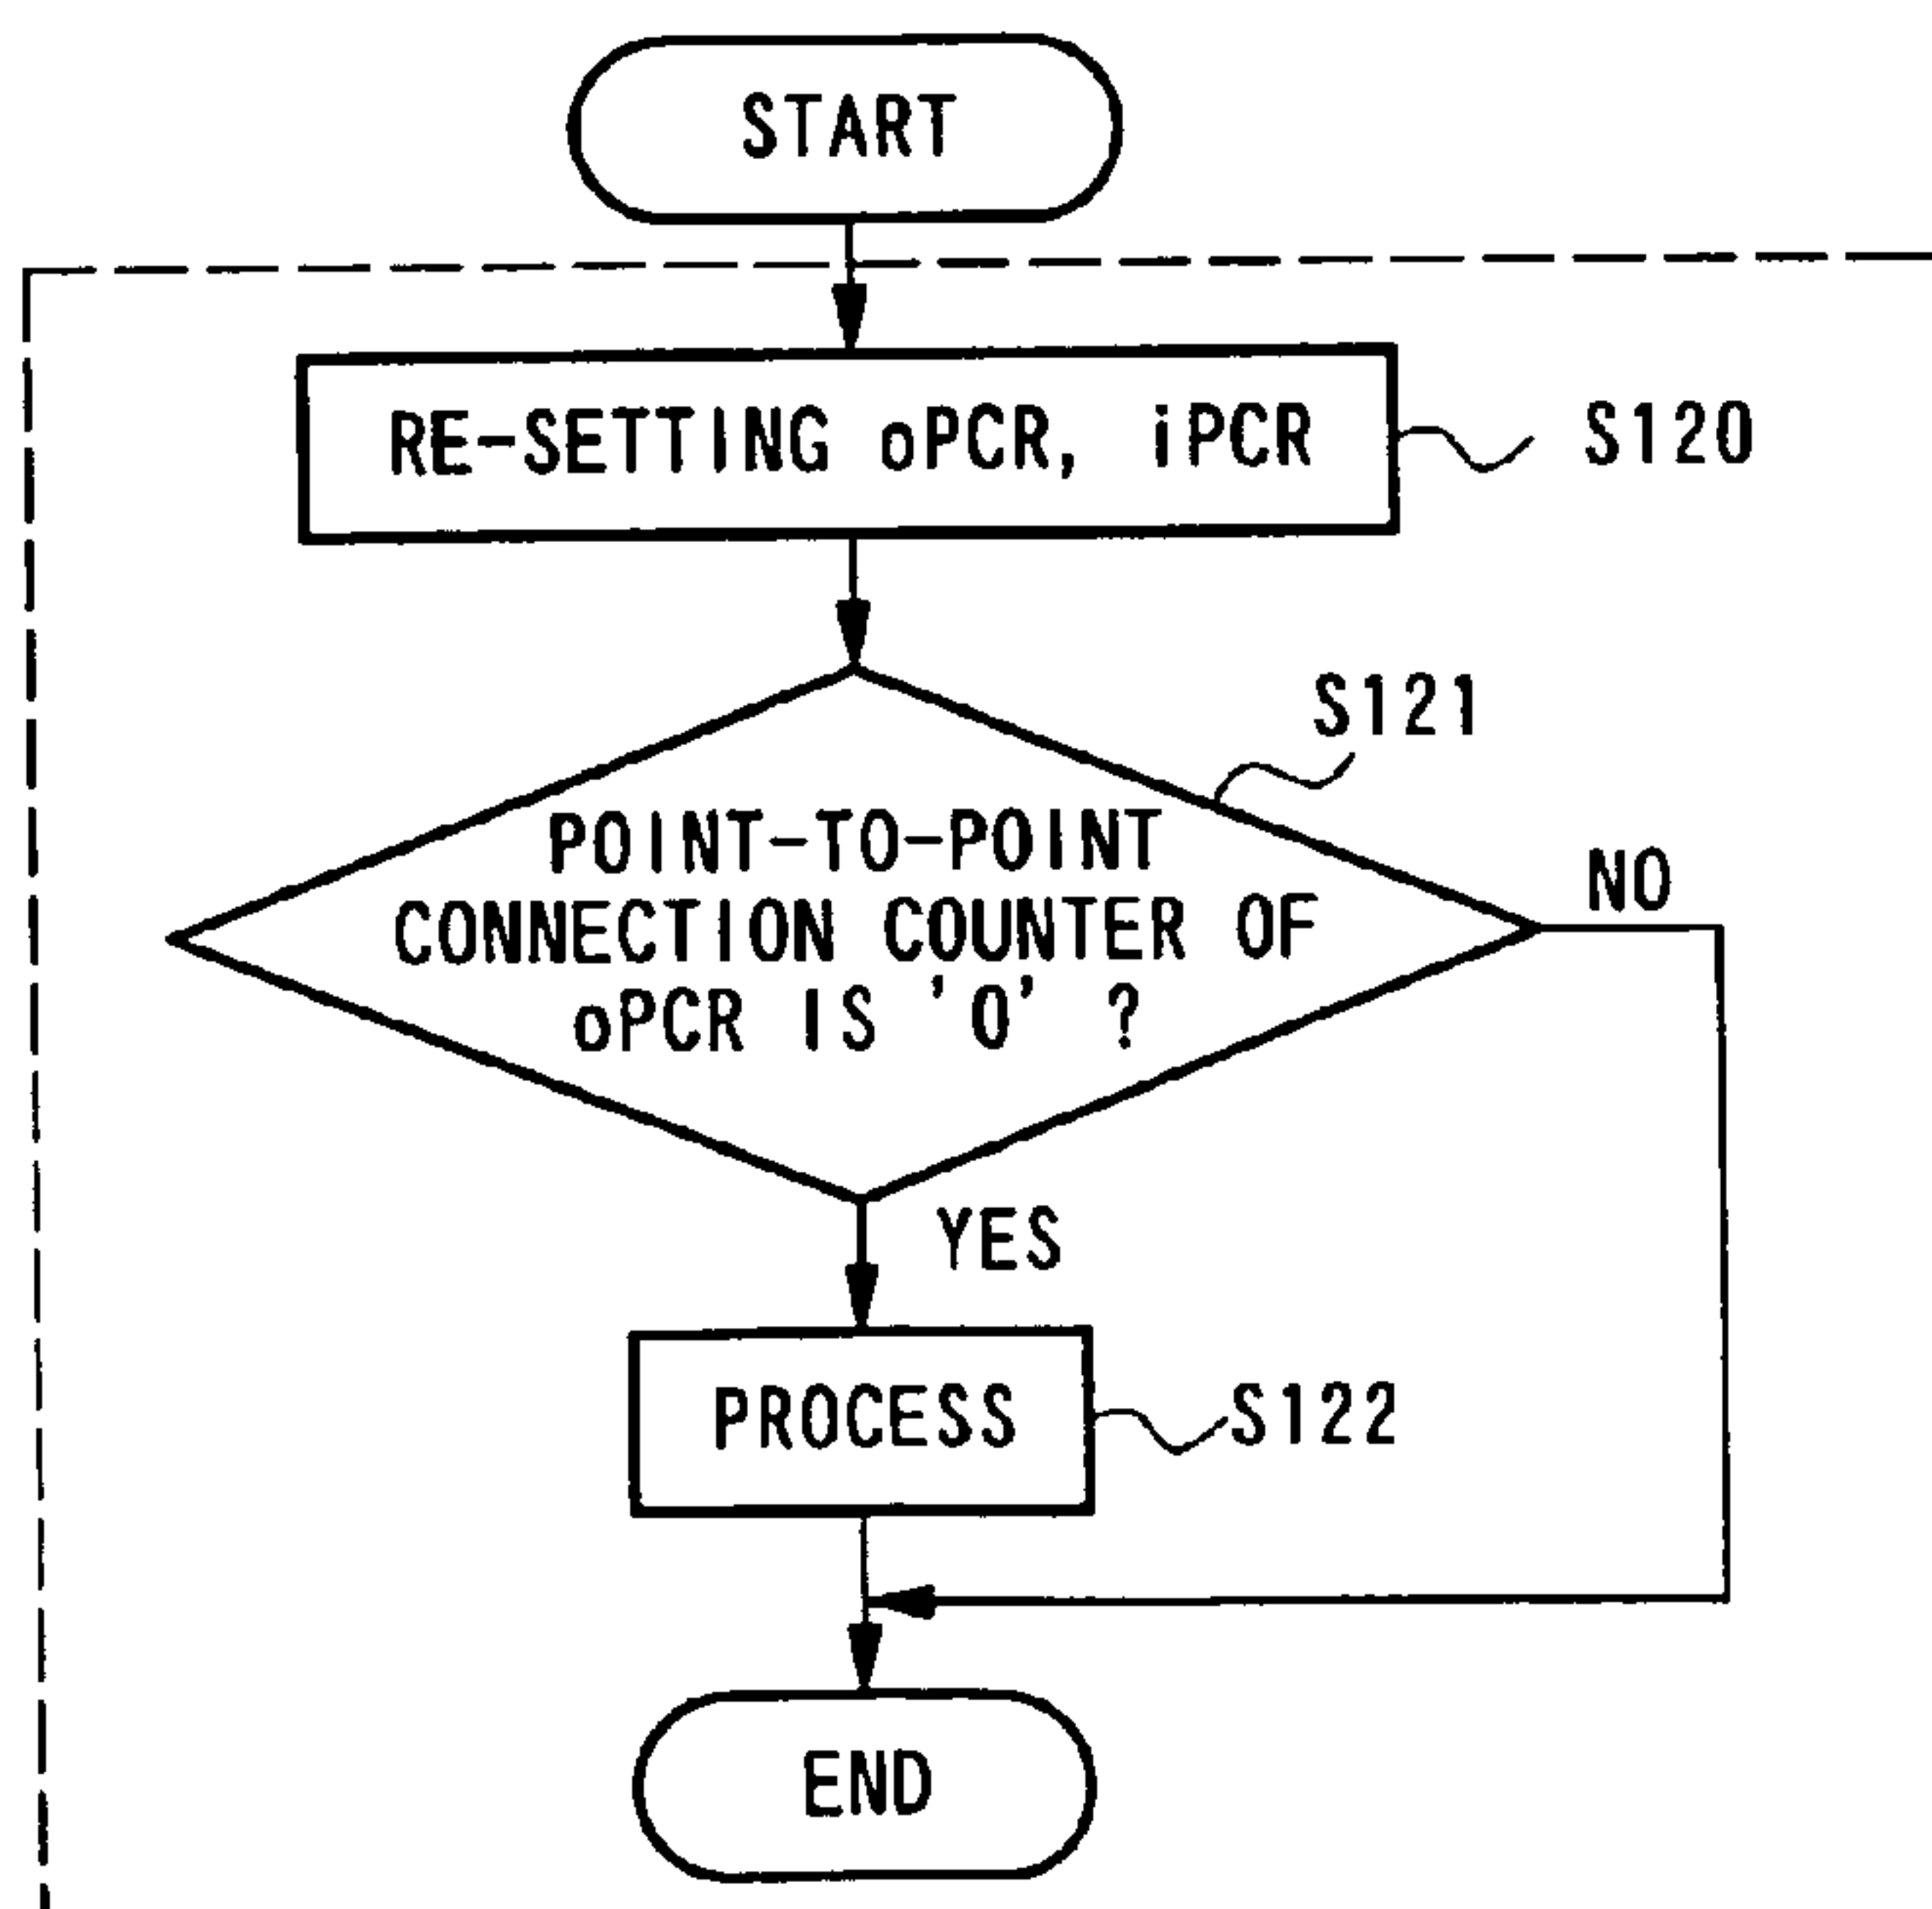 START
RE-SETTING oPCR, iPCR
S120
S121
POINT-TO-POINT
CONNECTION COUNTER OF
oPCR IS '0' ?
NO
YES
PROCESS
S122
END